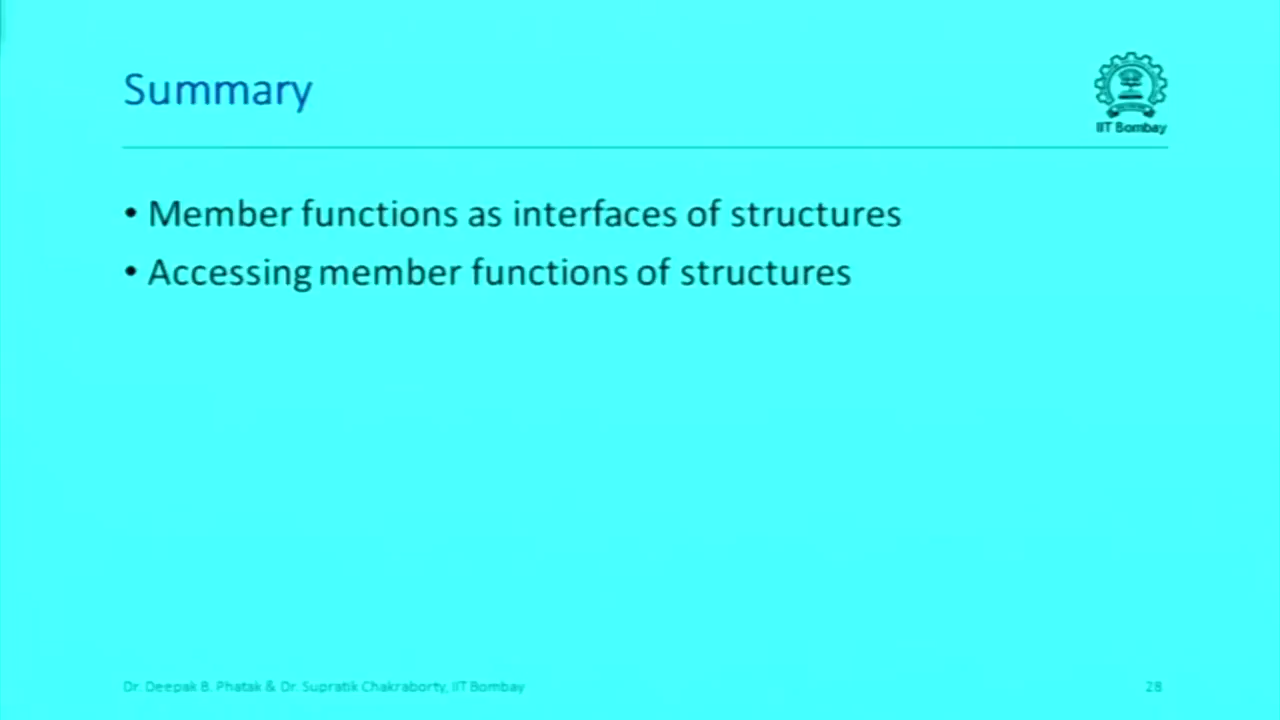 Summary
IIT Bombay
• Member functions as interfaces of structures
• Accessing member functions of structures
Dr. Deepak B. Phatak & Dr. Supratik Chakraborty, IIT Bombay
28